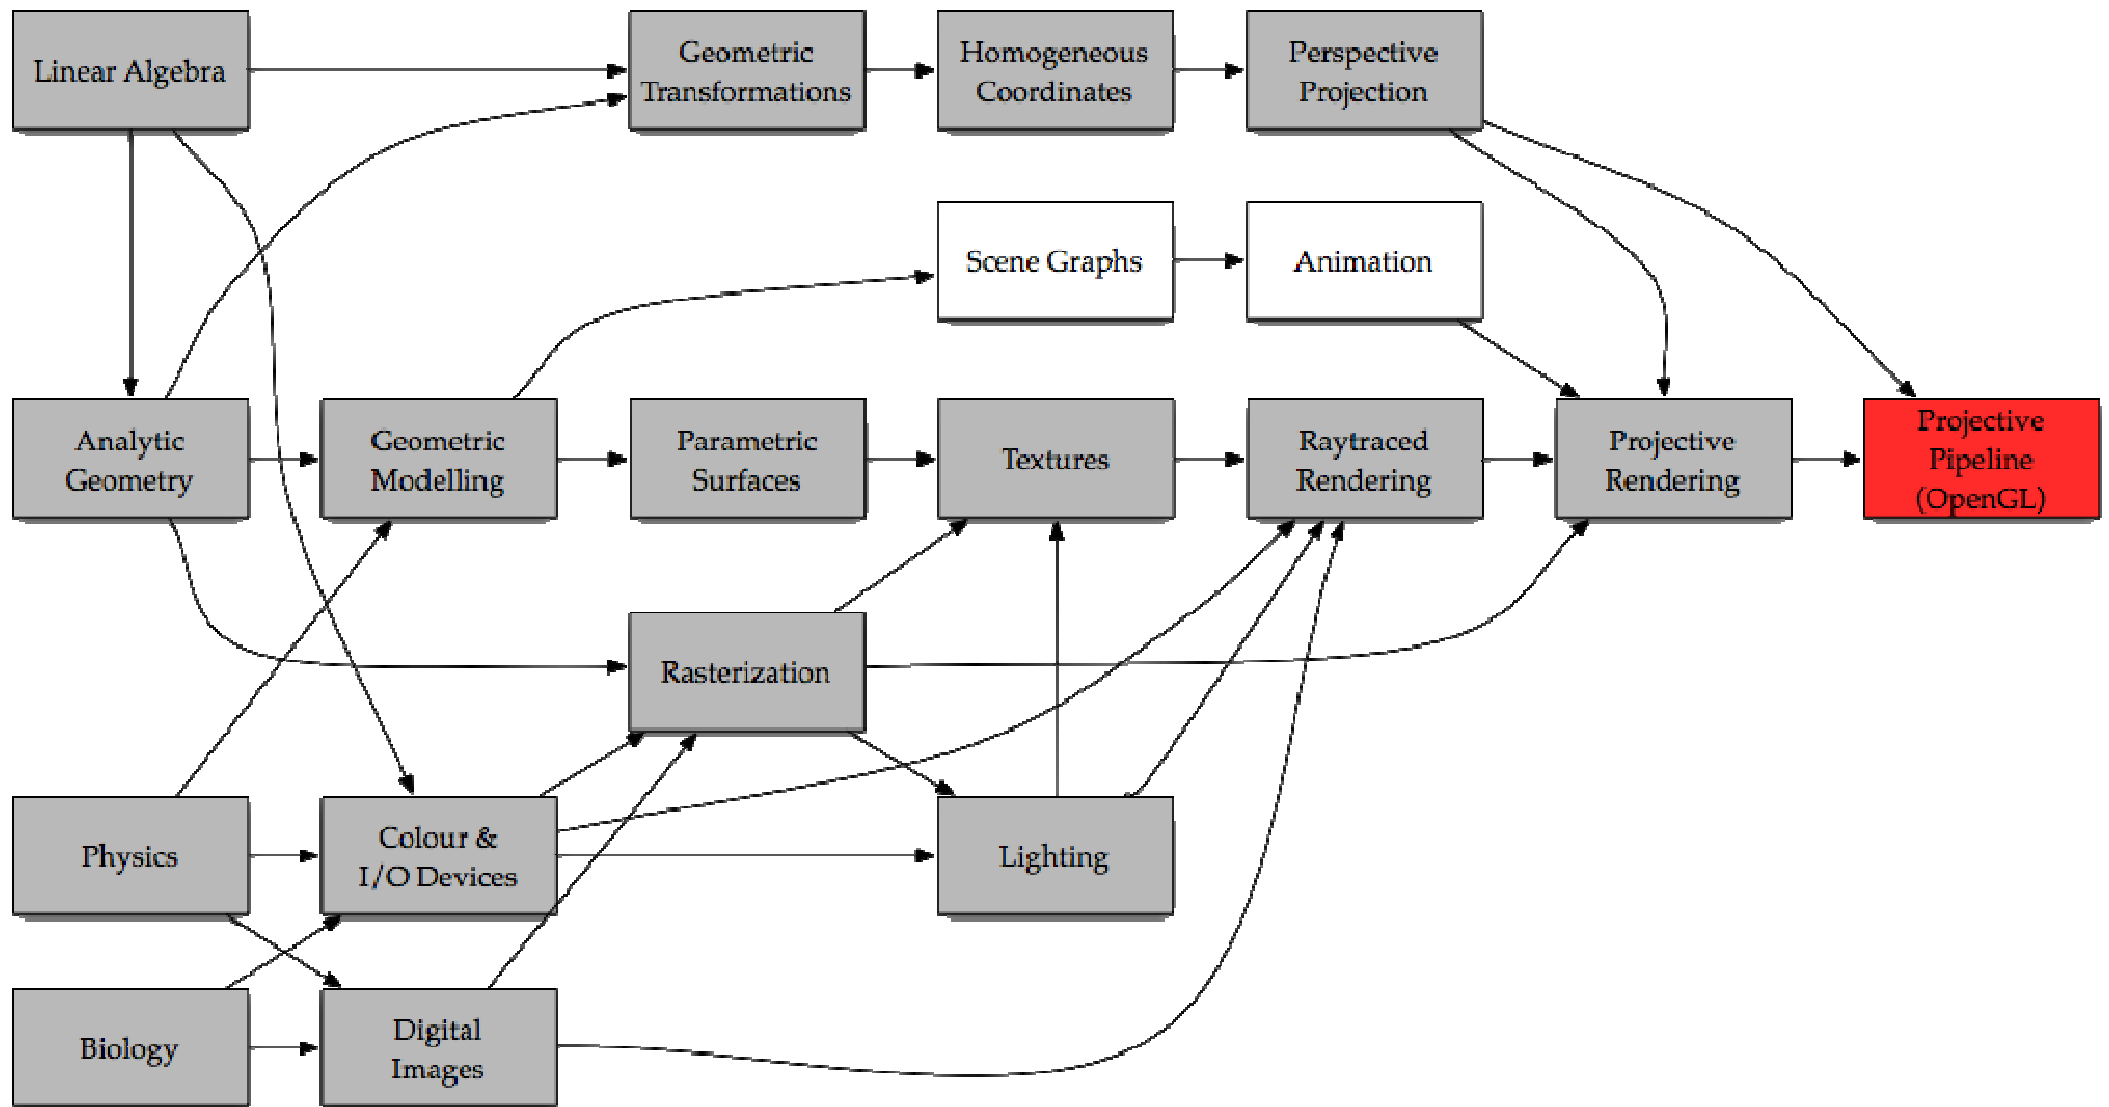 Linear Algebra
Geometric
Transformations
Homogeneous
Coordinates
Perspective
Projection
Scene Graphs
Animation
Analytic
Geometry
Geometric
Modelling
Parametric
Surfaces
Textures
Raytraced
Rendering
Projective
Rendering
Projective
Pipeline
(OpenGL)
Rasterization
Physics
Colour &
I/O Devices
Lighting
Biology
Digital
Images